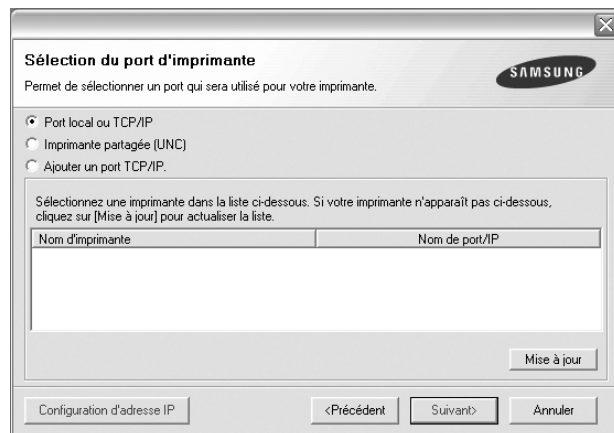 Sélection du port d'imprimante
Permet de sélectionner un port qui sera utilisé pour votre imprimante.
SAMSUNG
Port local ou TCP/IP
Imprimante partagée (UNC)
Ajouter un port TCP/IP.
Sélectionnez une imprimante dans la liste ci-dessous. Si votre imprimante n'apparaît pas ci-dessous,
cliquez sur [Mise à jour] pour actualiser la liste.
Nom d'imprimante Nom de port/IP
Mise à jour
Configuration d'adresse IP <Précédent Suivant> Annuler